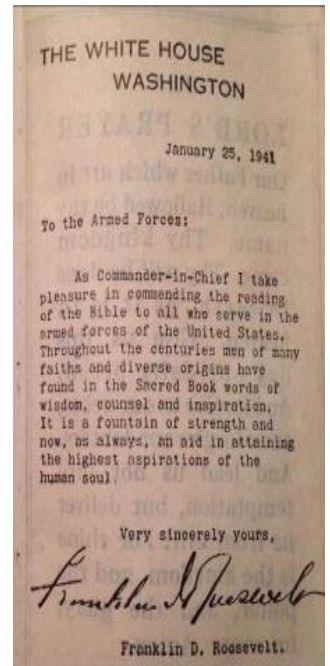 THE WHITE HOUSE
WASHINGTON
January 25, 1941
To the Armed Forces:
As Commander-in-Chief I take
pleasure in commending the reading
of the Bible to all who serve in the
armed forces of the United States.
Throughout the centuries men of many
faiths and diverse origins have
found in the Sacred Book words of
wisdom, counsel and inspiration.
It is a fountain of strength and
now, as always, an aid in attaining
the highest aspirations of the
human soul.
Very sincerely yours,
Franklin D Roosevelt
Franklin D. Roosevelt.